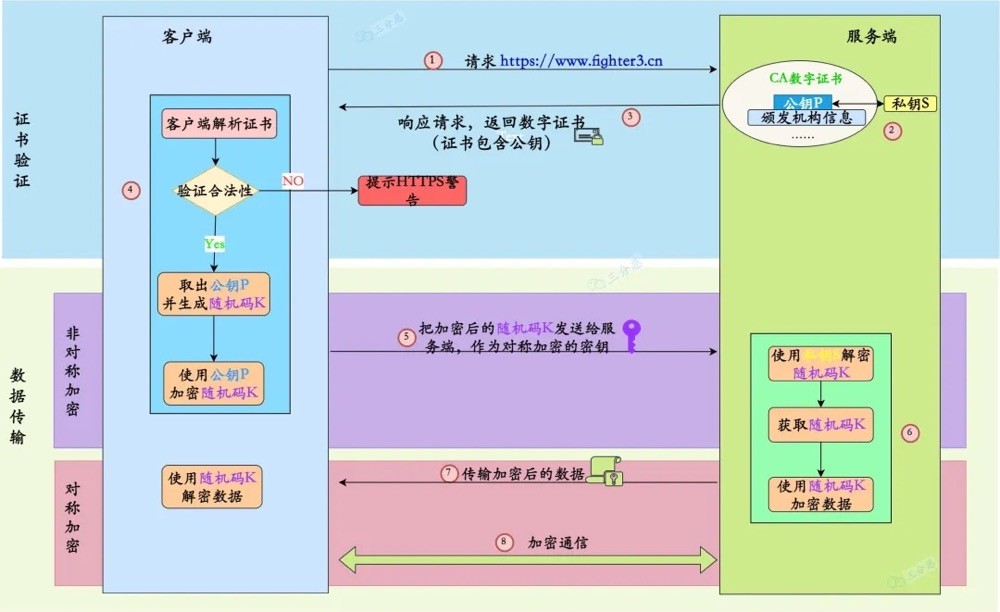 三分恶
客户端
服务端
① 请求 https://www.fighter3.cn
CA数字证书
公钥P
私钥S
颁发机构信息
......
②
③
响应请求，返回数字证书
（证书包含公钥）
证书验证
④
客户端解析证书
验证合法性
NO
提示HTTPS警
告
Yes
三分恶
取出公钥P
并生成随机码K
使用公钥P
加密随机码K
数据传输
非对称加密
⑤
把加密后的随机码K发送给服
务端，作为对称加密的密钥
使用私钥S解密
随机码K
获取随机码K
⑥
使用随机码K
加密数据
对称加密
使用随机码K
解密数据
⑦ 传输加密后的数据
⑧ 加密通信
三分恶